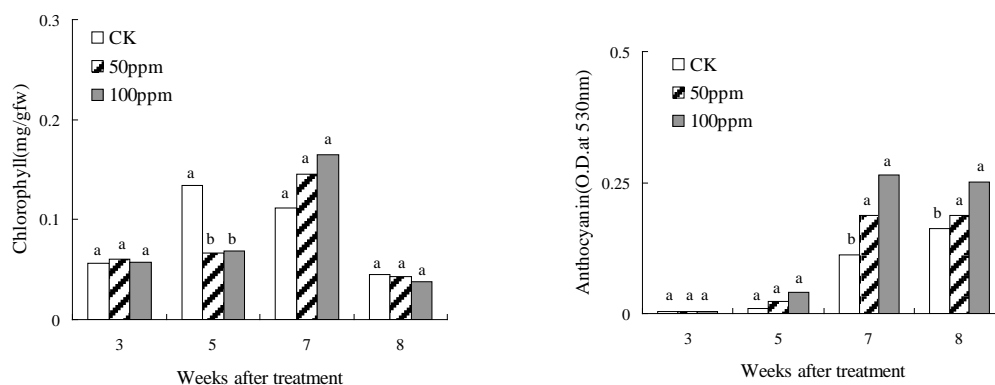 0.3
CK
50ppm
100ppm
Chlorophyll(mg/gfw)
0.2
0.1
0
a a a
a b b
a a a
a a a
3 5 7 8
Weeks after treatment
0.5
CK
50ppm
100ppm
Anthocyanin(O.D.at 530nm)
0.25
0
a a a
a a a
b a a
b a a
3 5 7 8
Weeks after treatment